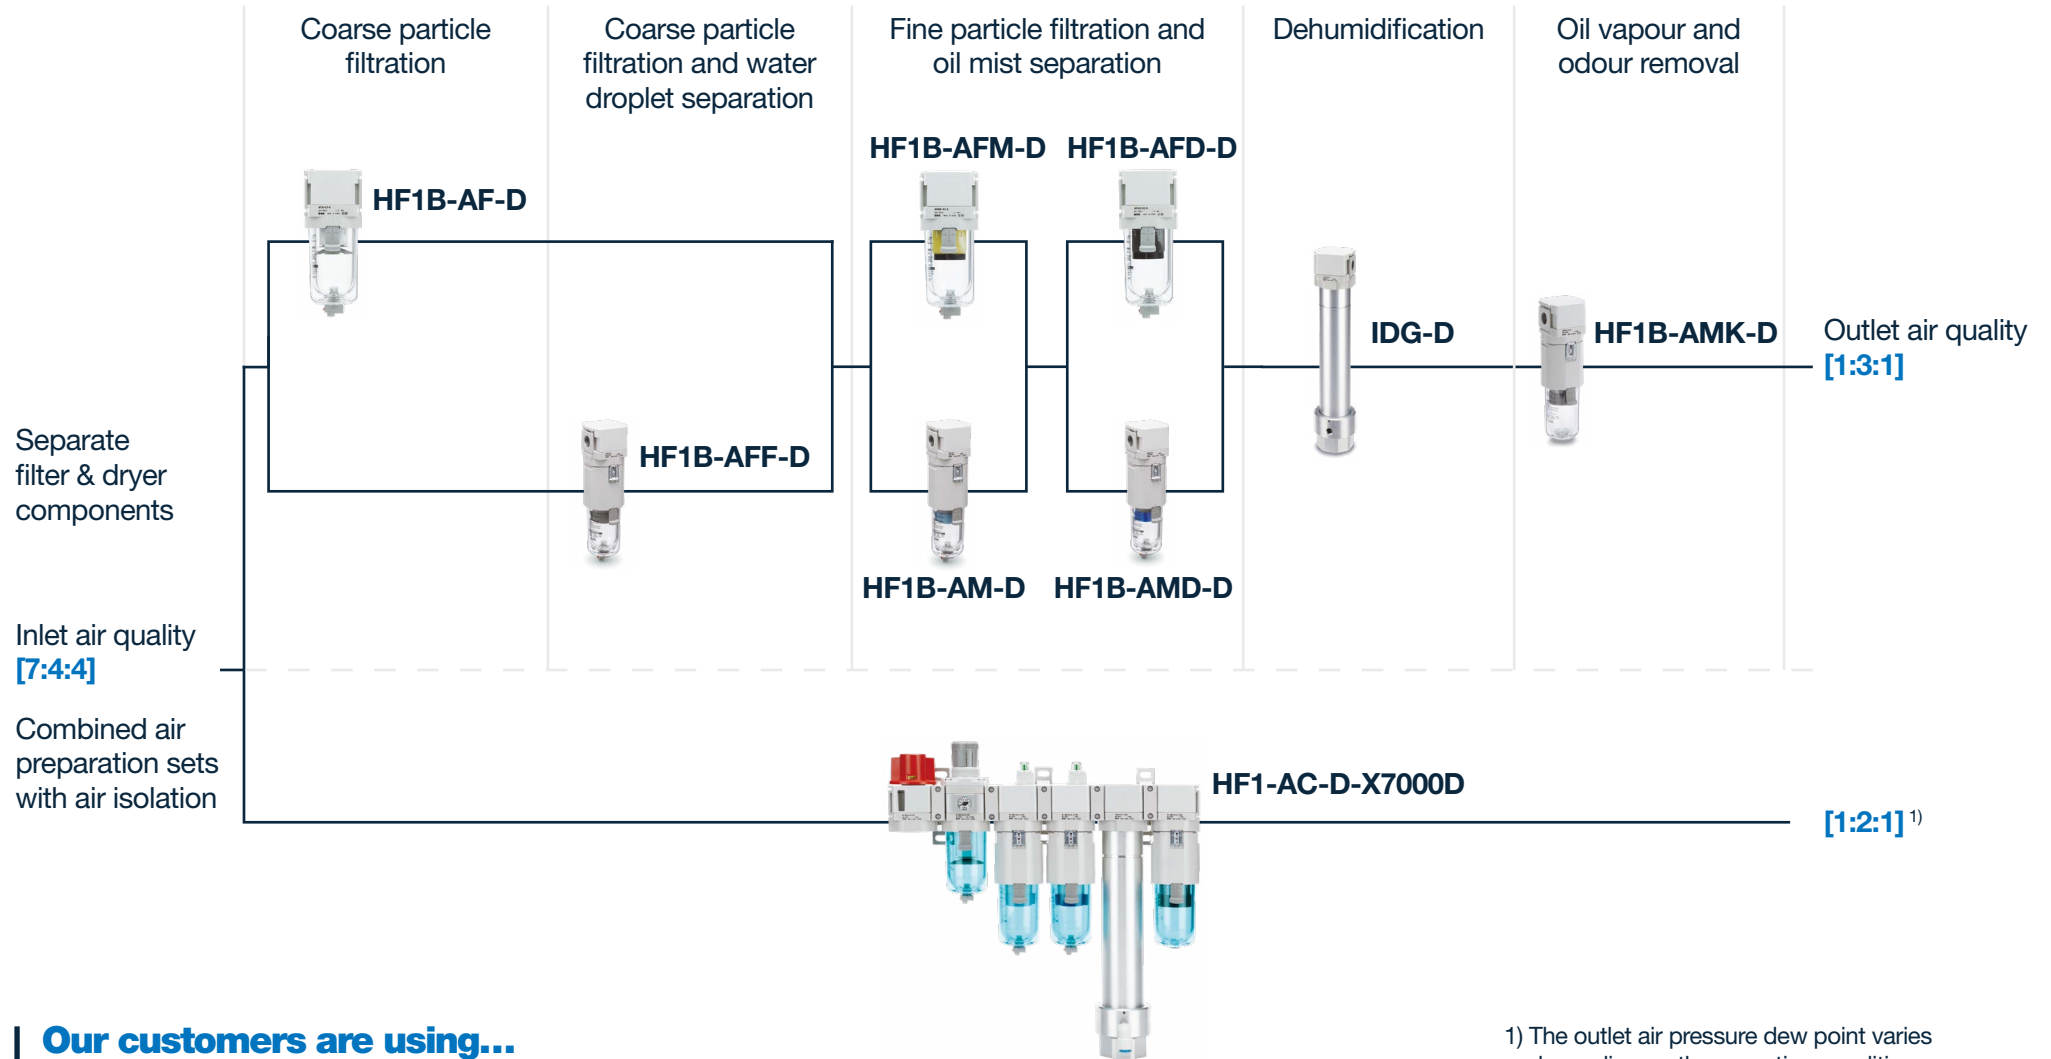 Coarse particle
filtration
Coarse particle
filtration and water
droplet separation
Fine particle filtration and
oil mist separation
Dehumidification
Oil vapour and
odour removal
HF1B-AFM-D
HF1B-AFD-D
HF1B-AF-D
IDG-D
HF1B-AMK-D
Outlet air quality
[1:3:1]
Separate
filter & dryer
components
HF1B-AFF-D
HF1B-AM-D
HF1B-AMD-D
Inlet air quality
[7:4:4]
Combined air
preparation sets
with air isolation
HF1-AC-D-X7000D
[1:2:1] 1)
Our customers are using...
1) The outlet air pressure dew point varies